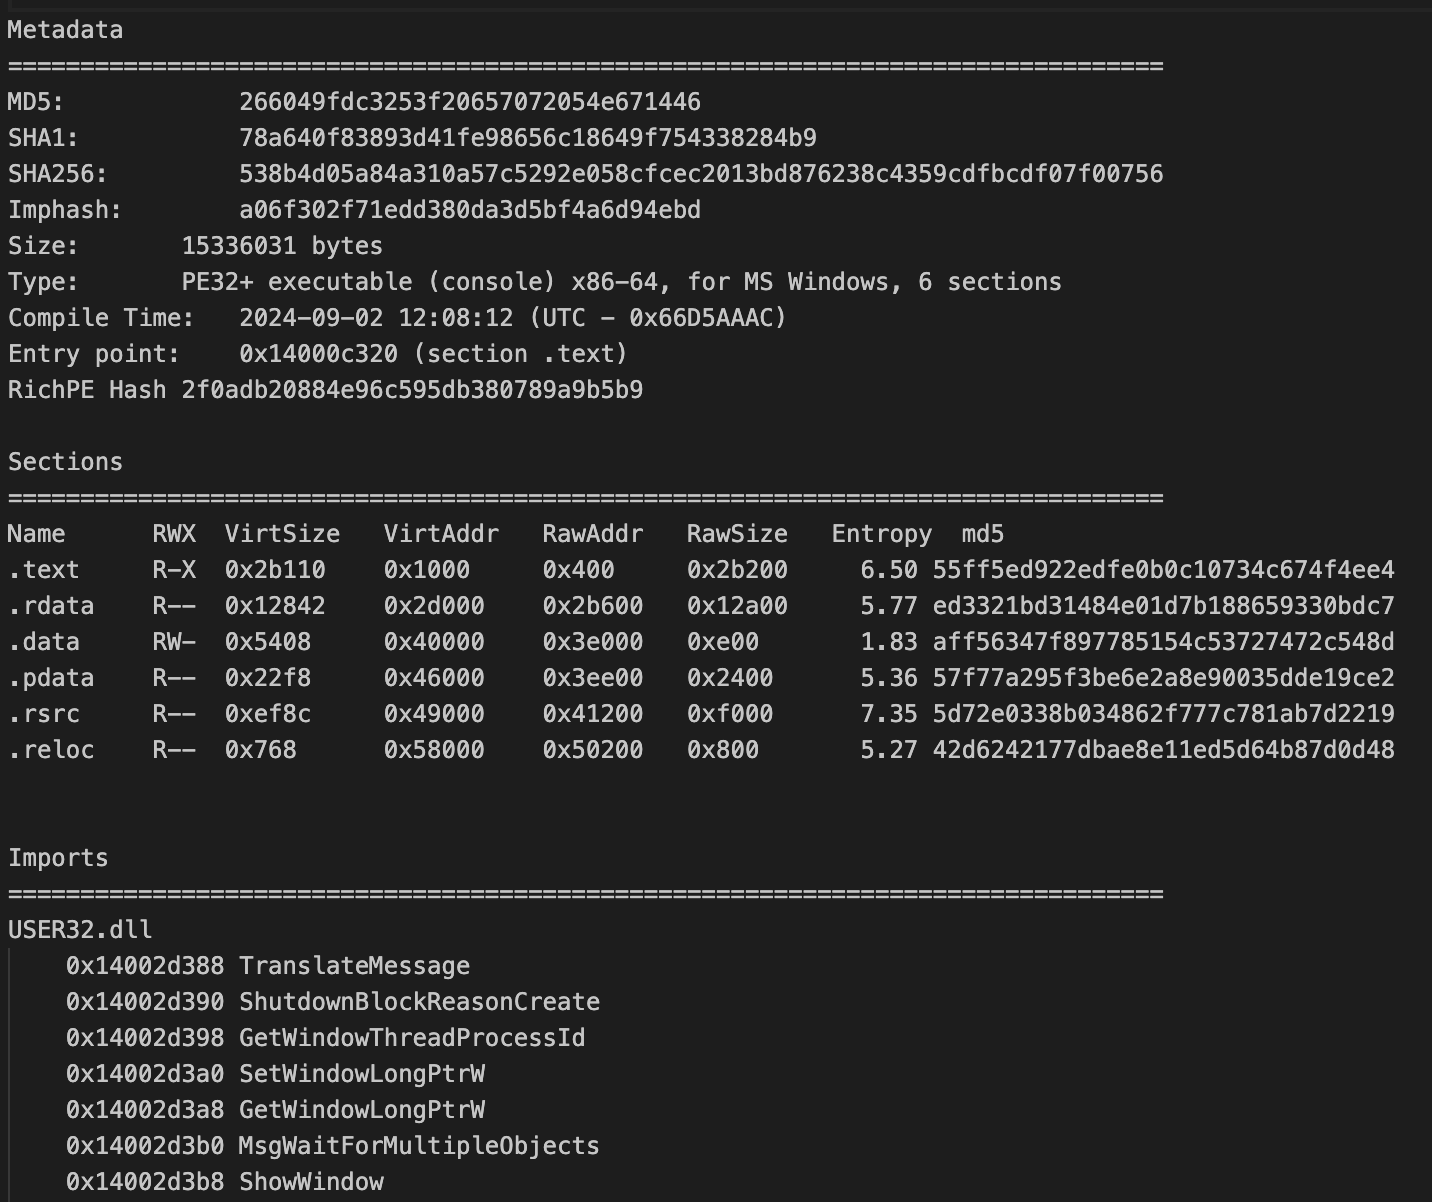 Metadata
================================================================================
MD5:            266049fdc3253f20657072054e671446
SHA1:           78a640f83893d41fe98656c18649f754338284b9
SHA256:         538b4d05a84a310a57c5292e058cfcec2013bd876238c4359cdfbcdf07f00756
Imphash:        a06f302f71edd380da3d5bf4a6d94ebd
Size:       15336031 bytes
Type:       PE32+ executable (console) x86-64, for MS Windows, 6 sections
Compile Time:   2024-09-02 12:08:12 (UTC - 0x66D5AAAC)
Entry point:    0x14000c320 (section .text)
RichPE Hash 2f0adb20884e96c595db380789a9b5b9
Sections
================================================================================
Name      RWX  VirtSize   VirtAddr   RawAddr   RawSize   Entropy  md5
.text     R-X  0x2b110    0x1000     0x400     0x2b200     6.50 55ff5ed922edfe0b0c10734c674f4ee4
.rdata    R--  0x12842    0x2d000    0x2b600   0x12a00     5.77 ed3321bd31484e01d7b188659330bdc7
.data     RW-  0x5408     0x40000    0x3e000   0xe00       1.83 aff56347f897785154c53727472c548d
.pdata    R--  0x22f8     0x46000    0x3ee00   0x2400      5.36 57f77a295f3be6e2a8e90035dde19ce2
.rsrc     R--  0xef8c     0x49000    0x41200   0xf000      7.35 5d72e0338b034862f777c781ab7d2219
.reloc    R--  0x768      0x58000    0x50200   0x800       5.27 42d6242177dbae8e11ed5d64b87d0d48
Imports
================================================================================
USER32.dll
    0x14002d388 TranslateMessage
    0x14002d390 ShutdownBlockReasonCreate
    0x14002d398 GetWindowThreadProcessId
    0x14002d3a0 SetWindowLongPtrW
    0x14002d3a8 GetWindowLongPtrW
    0x14002d3b0 MsgWaitForMultipleObjects
    0x14002d3b8 ShowWindow